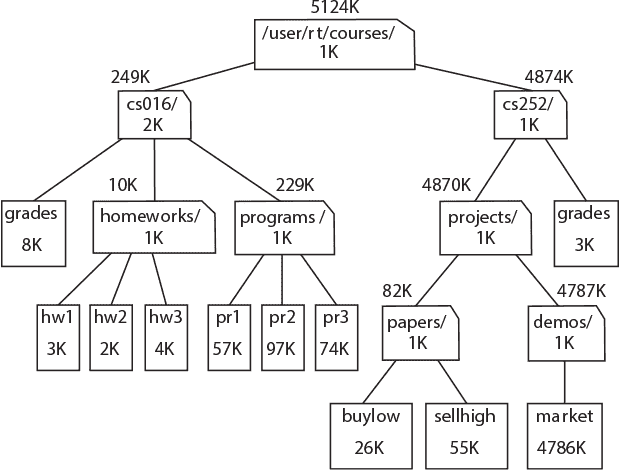 5124K
/user/rt/courses/
1K
249K
4874K
cs016/
2K
cs252/
1K
10K
229K
4870K
grades
8K
homeworks/
1K
programs /
1K
projects/
1K
grades
3K
82K
4787K
hw1
3K
hw2
2K
hw3
4K
pr1
57K
pr2
97K
pr3
74K
papers/
1K
demos/
1K
buylow
26K
sellhigh
55K
market
4786K